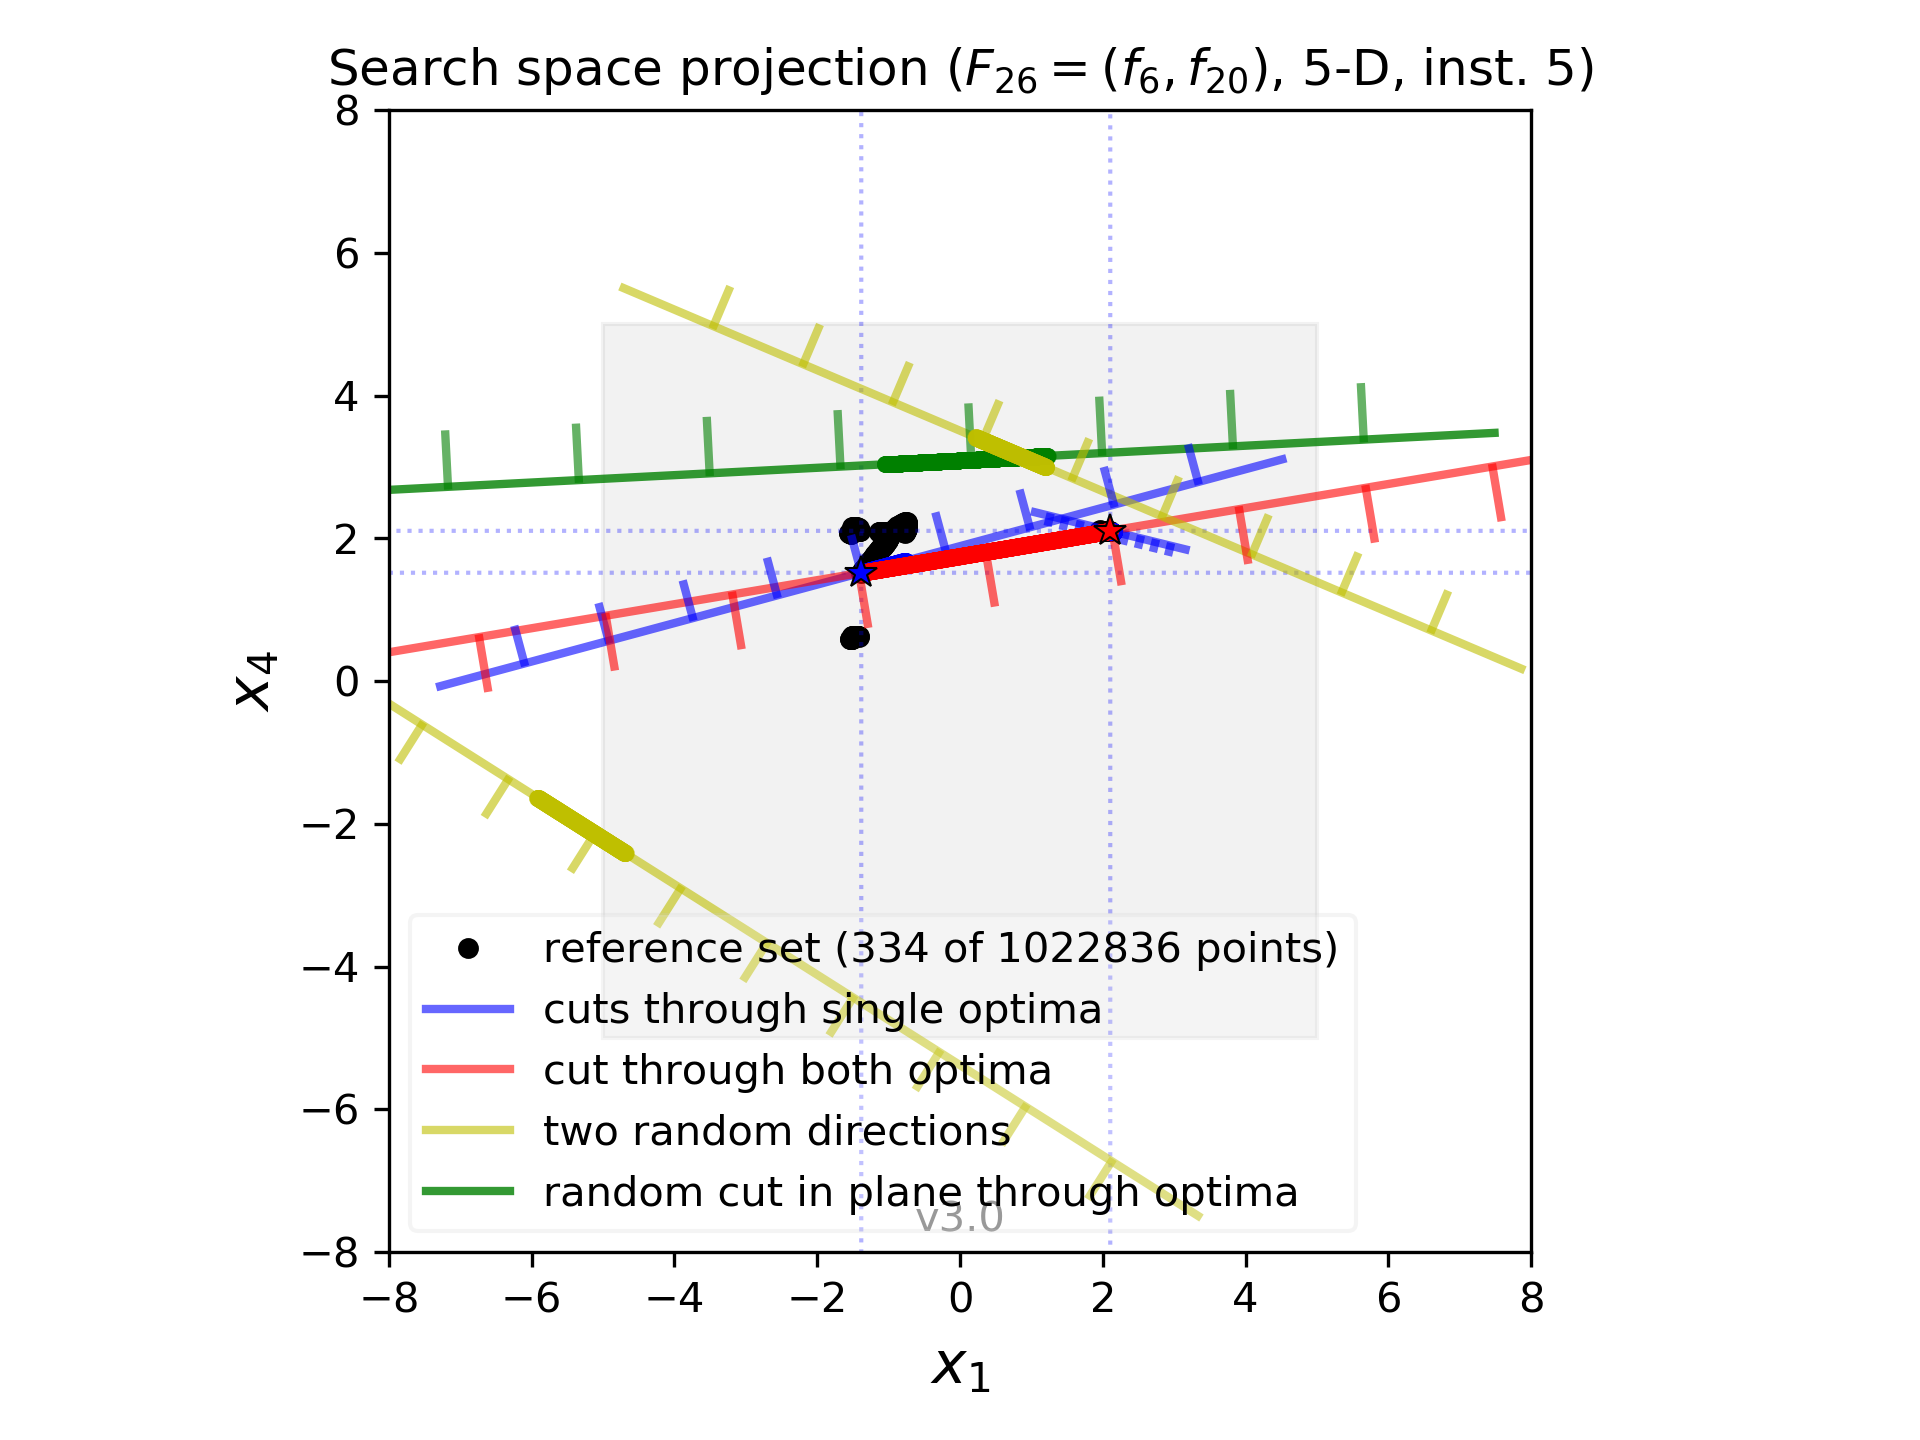 Search space projection (F26 = (f6, f20), 5-D, inst. 5)
8
6
4
2
0
−2
−4
−6
−8
x4
reference set (334 of 1022836 points)
cuts through single optima
cut through both optima
two random directions
random cut in plane through optima
v3.0
−8 −6 −4 −2 0 2 4 6 8
x1